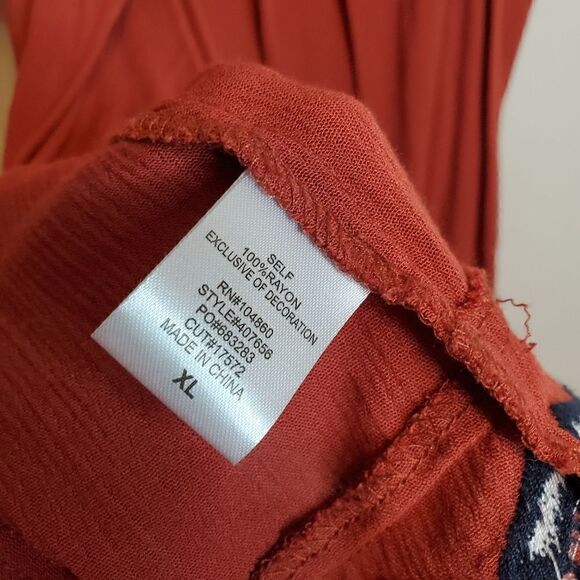 SELF
100%RAYON
EXCLUSIVE OF DECORATION
RN#104860
STYLE#407656
PO#683283
CUT#17572
MADE IN CHINA
XL